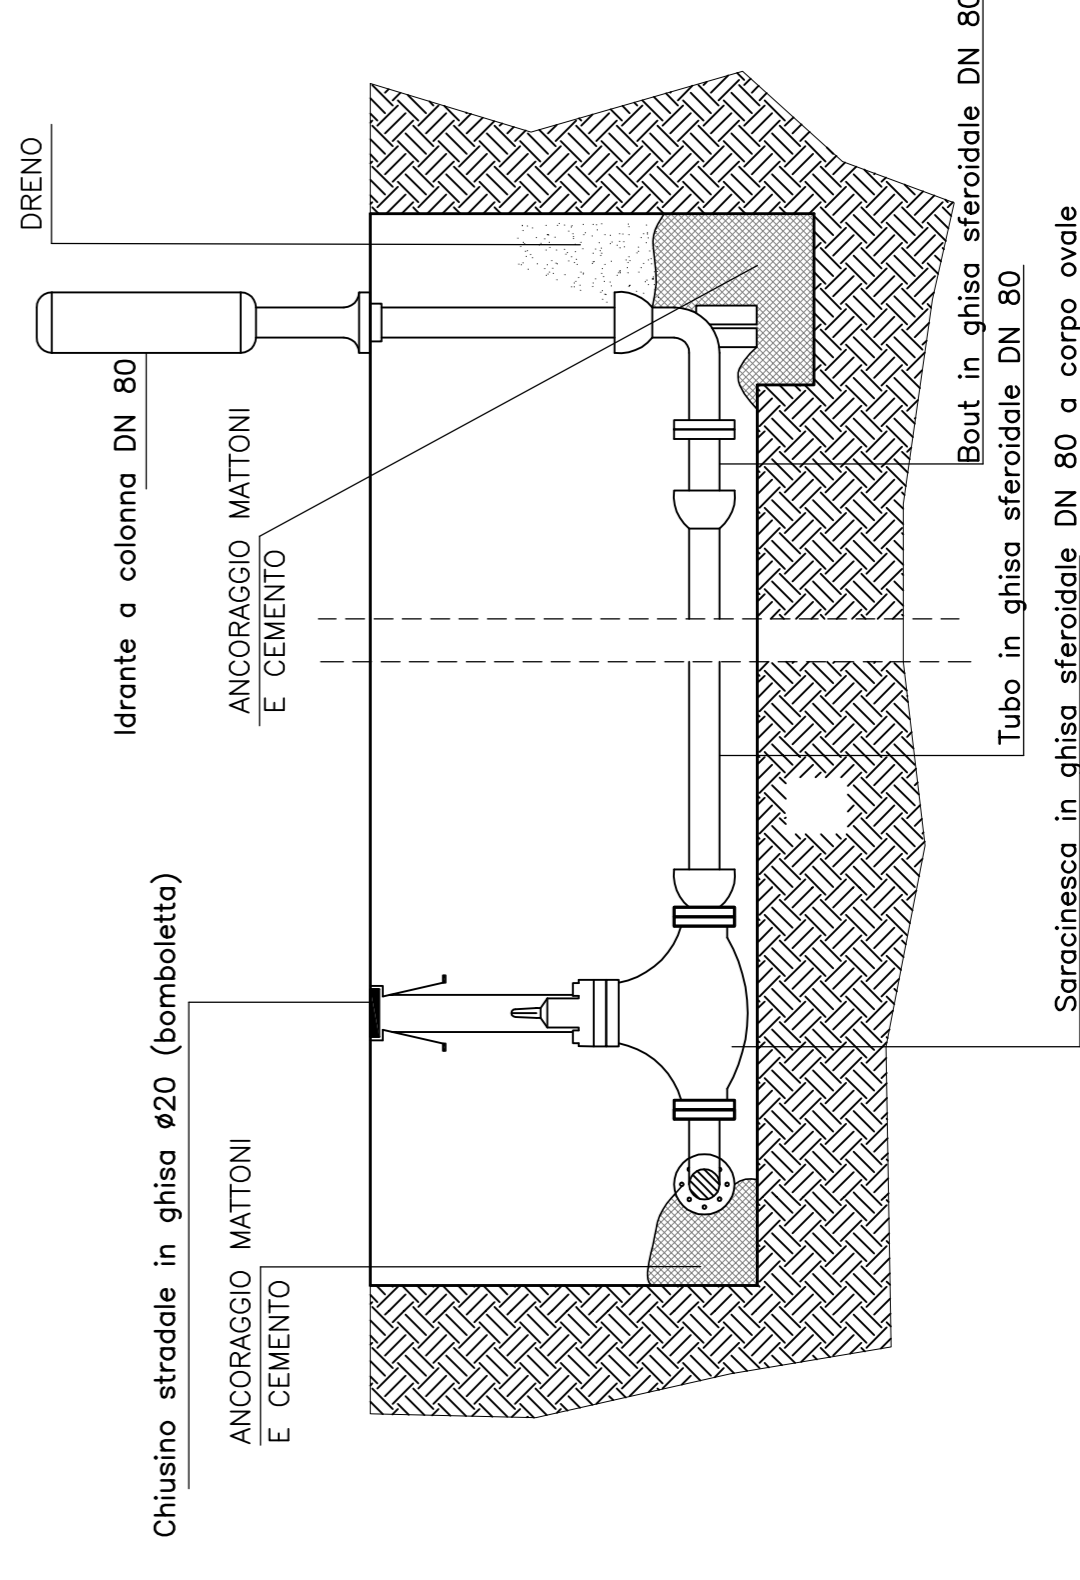 DRENO
Idrante a colonna DN 80
ANCORAGGIO MATTONI
E CEMENTO
Chiusino stradale in ghisa ø20 (bomboletta)
ANCORAGGIO MATTONI
E CEMENTO
Bout in ghisa sferoidale DN 80
Tubo in ghisa sferoidale DN 80
Saracinesca in ghisa sferoidale DN 80 a corpo ovale